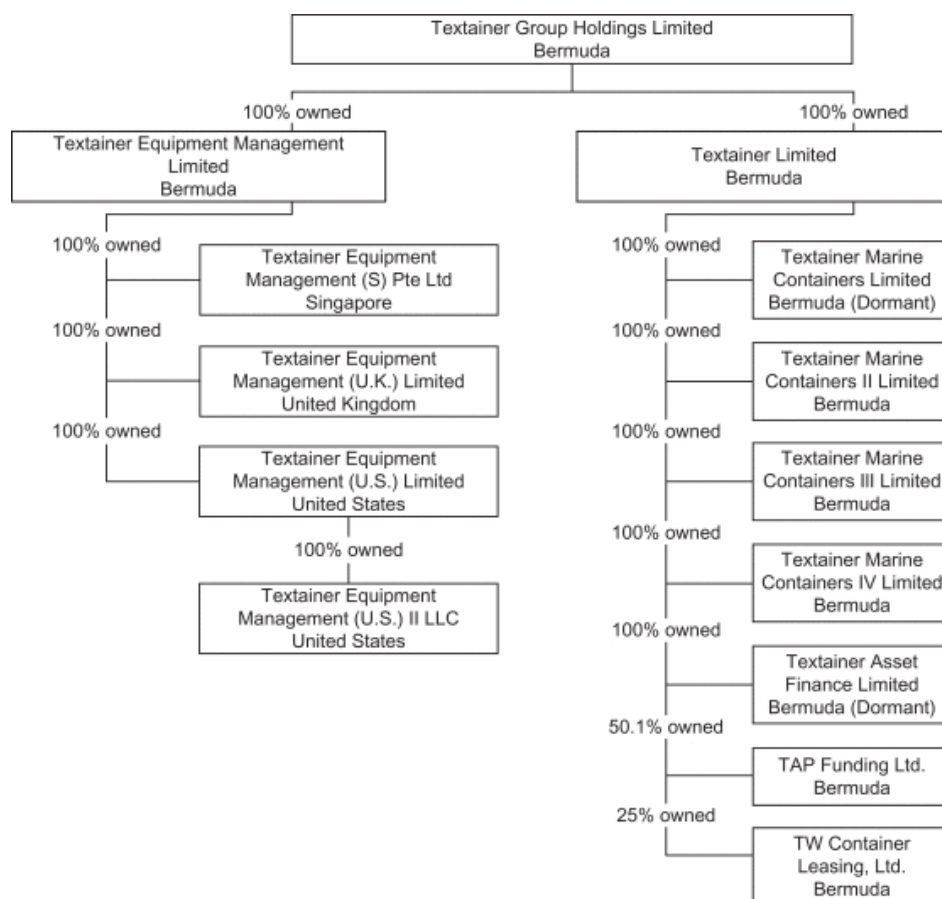 Textainer Group Holdings Limited
Bermuda
100% owned
100% owned
Textainer Equipment Management
Limited
Bermuda
Textainer Limited
Bermuda
100% owned
Textainer Equipment
Management (S) Pte Ltd
Singapore
100% owned
Textainer Equipment
Management (U.K.) Limited
United Kingdom
100% owned
Textainer Equipment
Management (U.S.) Limited
United States
100% owned
Textainer Equipment
Management (U.S.) II LLC
United States
100% owned
Textainer Marine
Containers Limited
Bermuda (Dormant)
100% owned
Textainer Marine
Containers II Limited
Bermuda
100% owned
Textainer Marine
Containers III Limited
Bermuda
100% owned
Textainer Marine
Containers IV Limited
Bermuda
100% owned
Textainer Asset
Finance Limited
Bermuda (Dormant)
50.1% owned
TAP Funding Ltd.
Bermuda
25% owned
TW Container
Leasing, Ltd.
Bermuda